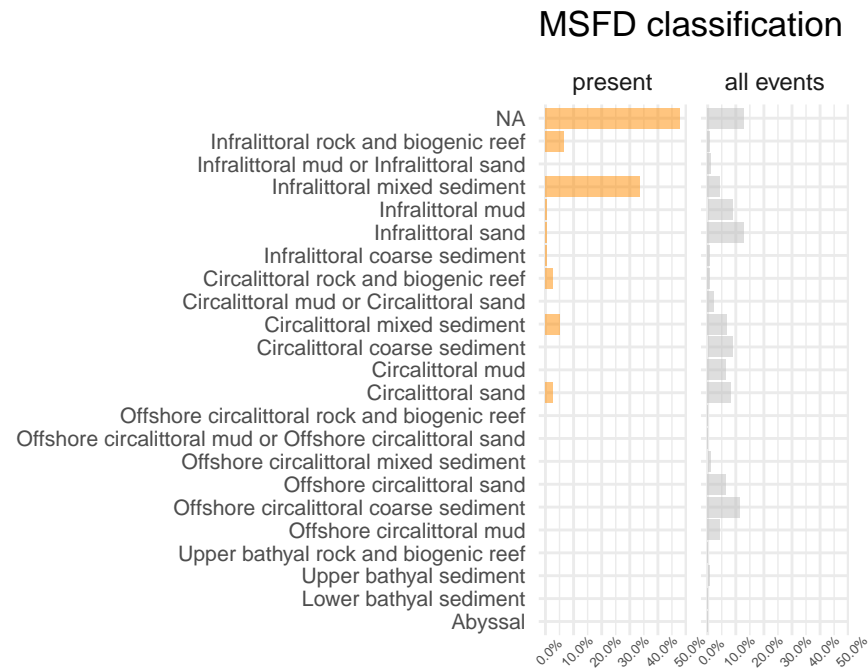 MSFD classification
present all events
NA
Infralittoral rock and biogenic reef
Infralittoral mud or Infralittoral sand
Infralittoral mixed sediment
Infralittoral mud
Infralittoral sand
Infralittoral coarse sediment
Circalittoral rock and biogenic reef
Circalittoral mud or Circalittoral sand
Circalittoral mixed sediment
Circalittoral coarse sediment
Circalittoral mud
Circalittoral sand
Offshore circalittoral rock and biogenic reef
Offshore circalittoral mud or Offshore circalittoral sand
Offshore circalittoral mixed sediment
Offshore circalittoral sand
Offshore circalittoral coarse sediment
Offshore circalittoral mud
Upper bathyal rock and biogenic reef
Upper bathyal sediment
Lower bathyal sediment
Abyssal
0.0% 10.0% 20.0% 30.0% 40.0% 50.0% 0.0% 10.0% 20.0% 30.0% 40.0% 50.0%